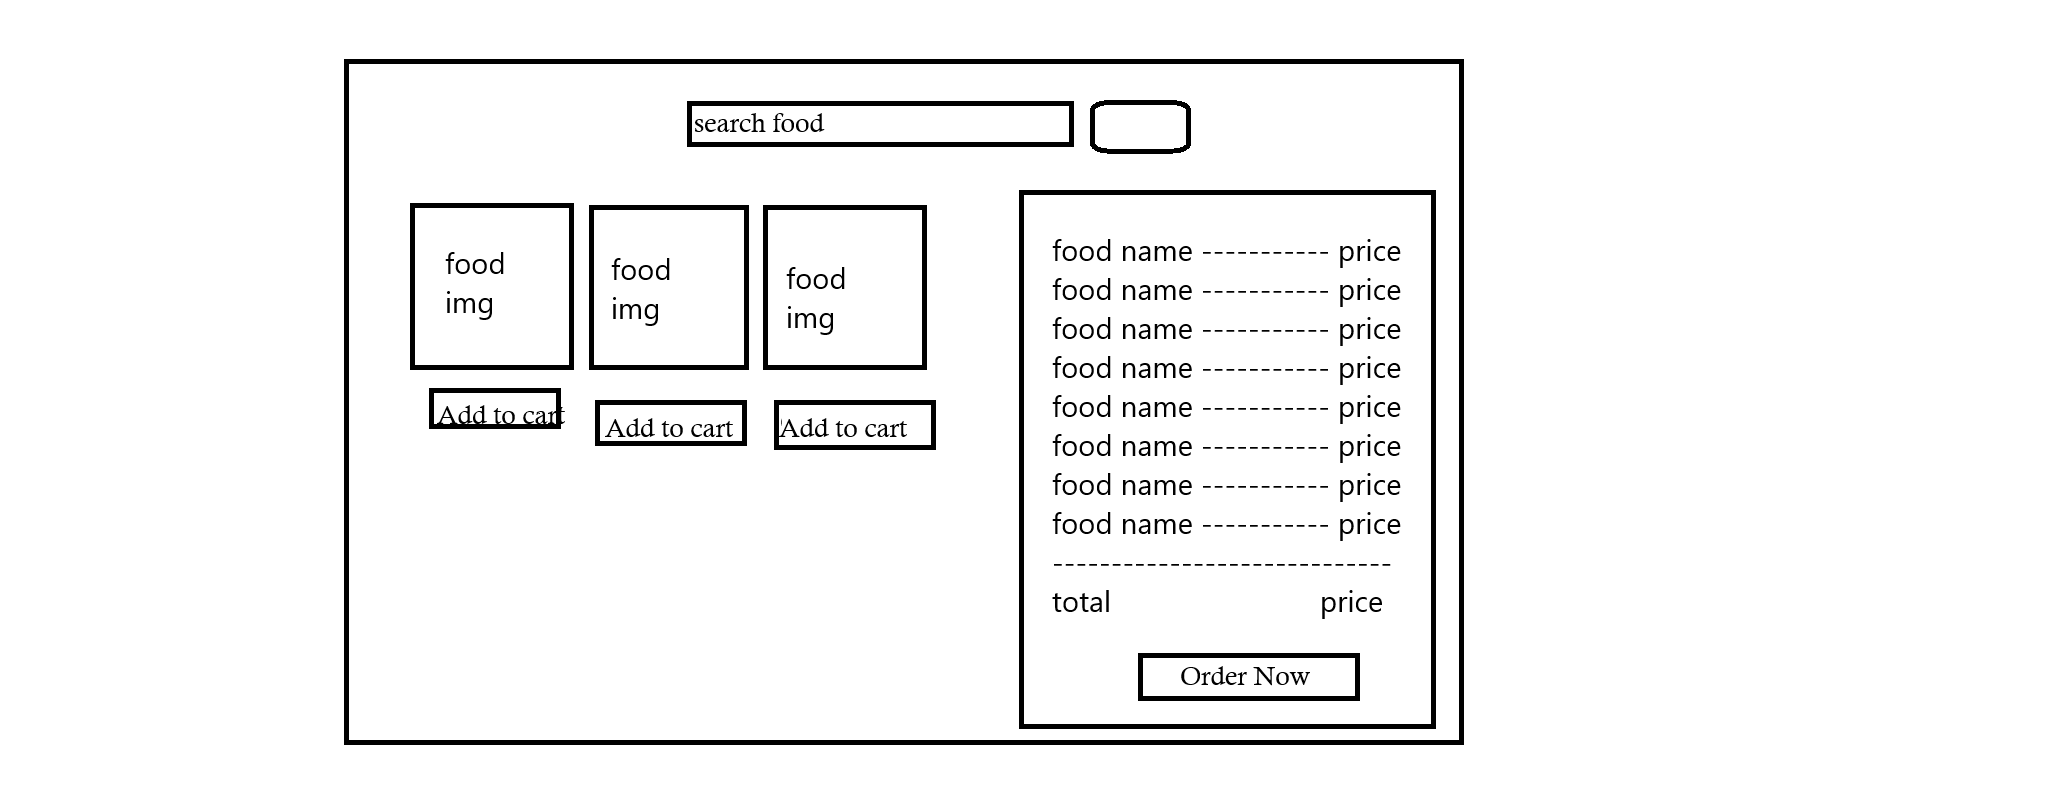 search food
food
img
food
img
food
img
Add to cart
Add to cart
Add to cart
food name ----------- price
food name ----------- price
food name ----------- price
food name ----------- price
food name ----------- price
food name ----------- price
food name ----------- price
food name ----------- price
-----------------------------
total price
Order Now